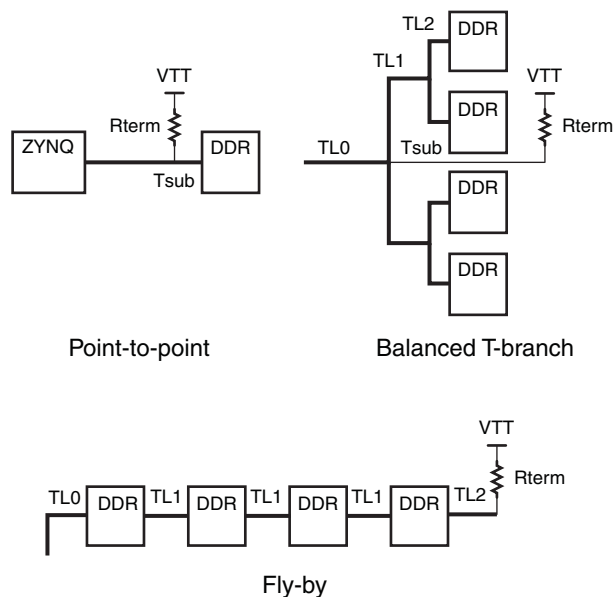 VTT
Rterm
ZYNQ
DDR
Tsub
Point-to-point
TL2
DDR
TL1
VTT
DDR
Rterm
TL0
Tsub
DDR
DDR
Balanced T-branch
VTT
Rterm
TL0
DDR
TL1
DDR
TL1
DDR
TL1
DDR
TL2
Fly-by